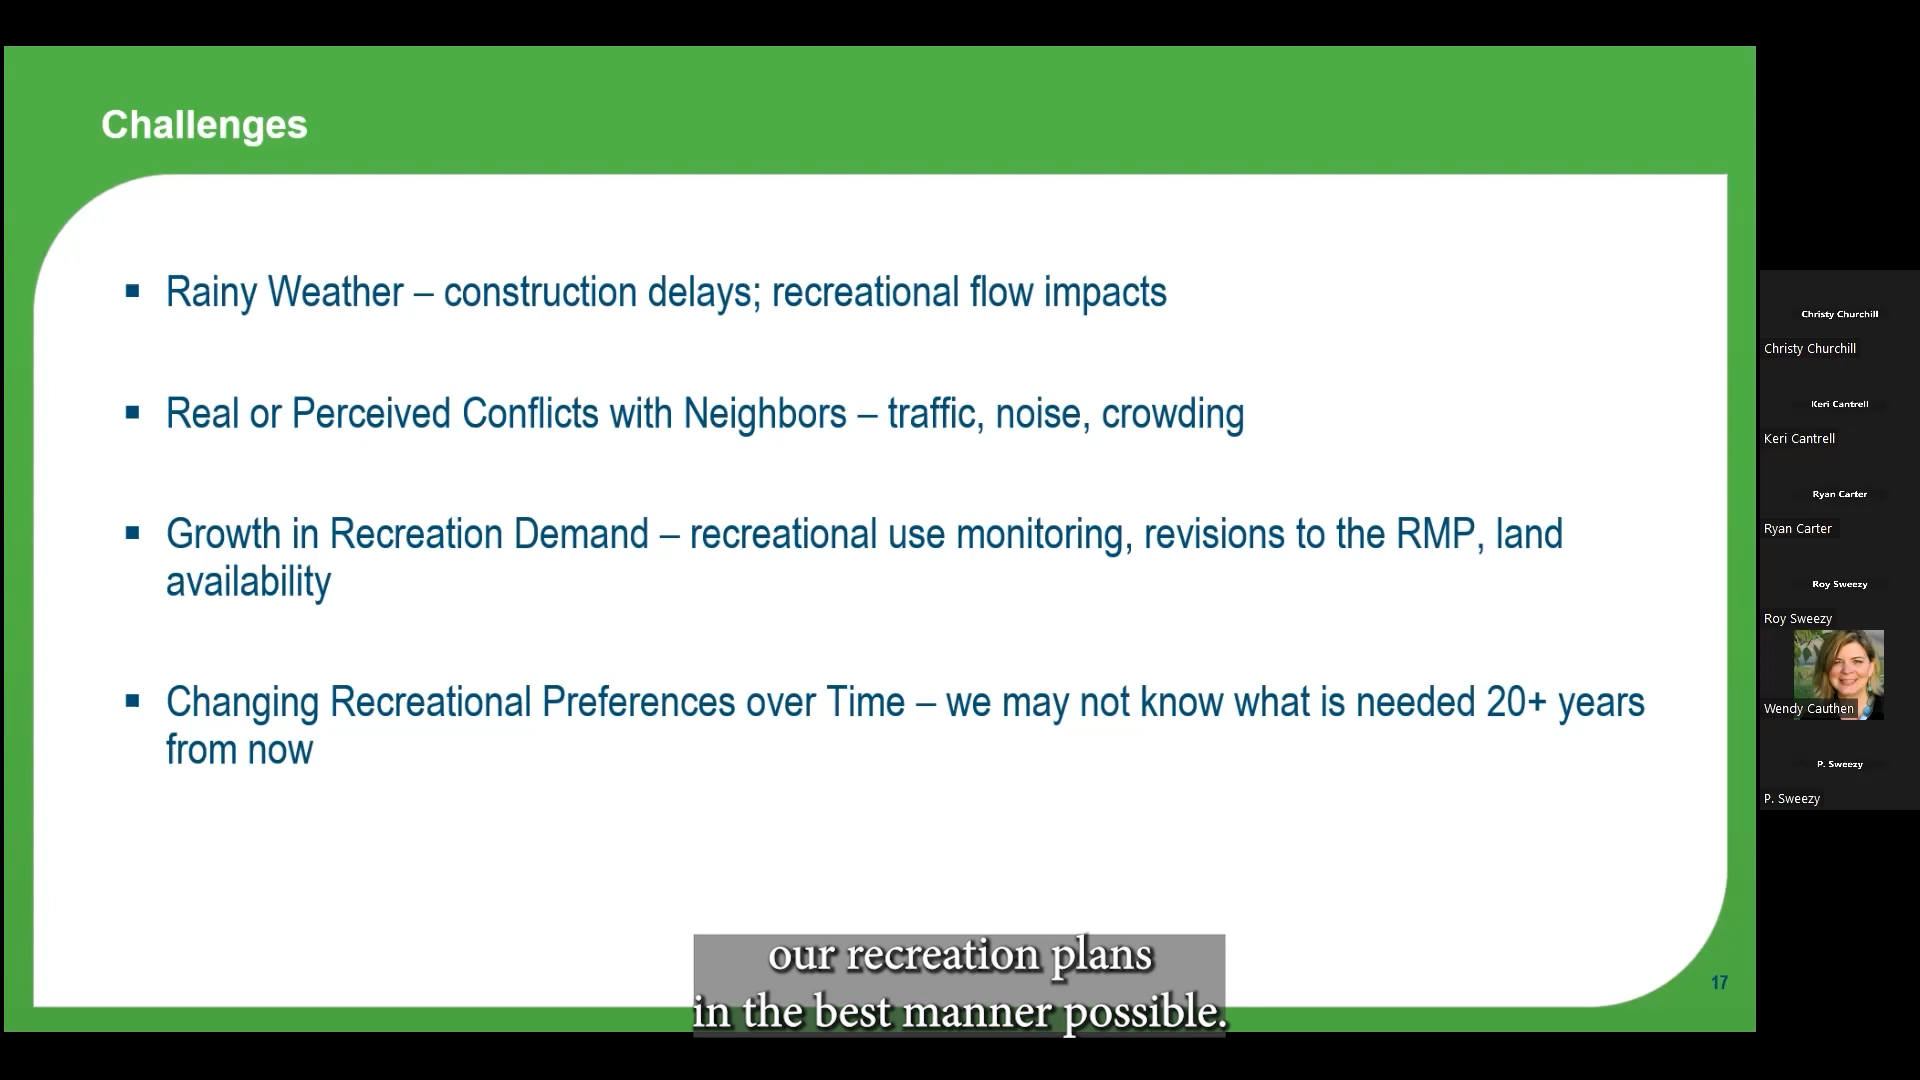 Challenges
▪ Rainy Weather – construction delays; recreational flow impacts
▪ Real or Perceived Conflicts with Neighbors – traffic, noise, crowding
▪ Growth in Recreation Demand – recreational use monitoring, revisions to the RMP, land
availability
▪ Changing Recreational Preferences over Time – we may not know what is needed 20+ years
from now
17
our recreation plans
in the best manner possible.
Christy Churchill
Christy Churchill
Keri Cantrell
Keri Cantrell
Ryan Carter
Ryan Carter
Roy Sweezy
Roy Sweezy
Wendy Cauthen
P. Sweezy
P. Sweezy